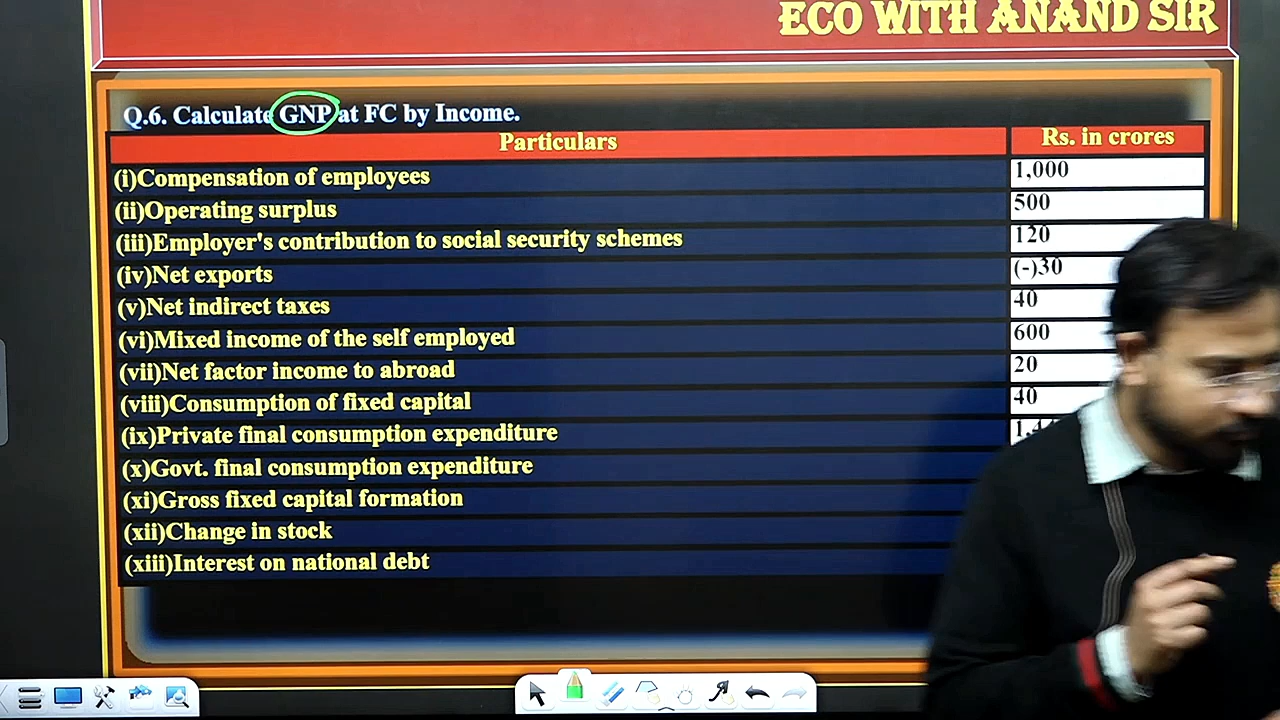 ECO WITH ANAND SIR
Q.6. Calculate GNP at FC by Income.
Particulars Rs. in crores
(i)Compensation of employees 1,000
(ii)Operating surplus 500
(iii)Employer's contribution to social security schemes 120
(iv)Net exports (-)30
(v)Net indirect taxes 40
(vi)Mixed income of the self employed 600
(vii)Net factor income to abroad 20
(viii)Consumption of fixed capital 40
(ix)Private final consumption expenditure
(x)Govt. final consumption expenditure
(xi)Gross fixed capital formation
(xii)Change in stock
(xiii)Interest on national debt